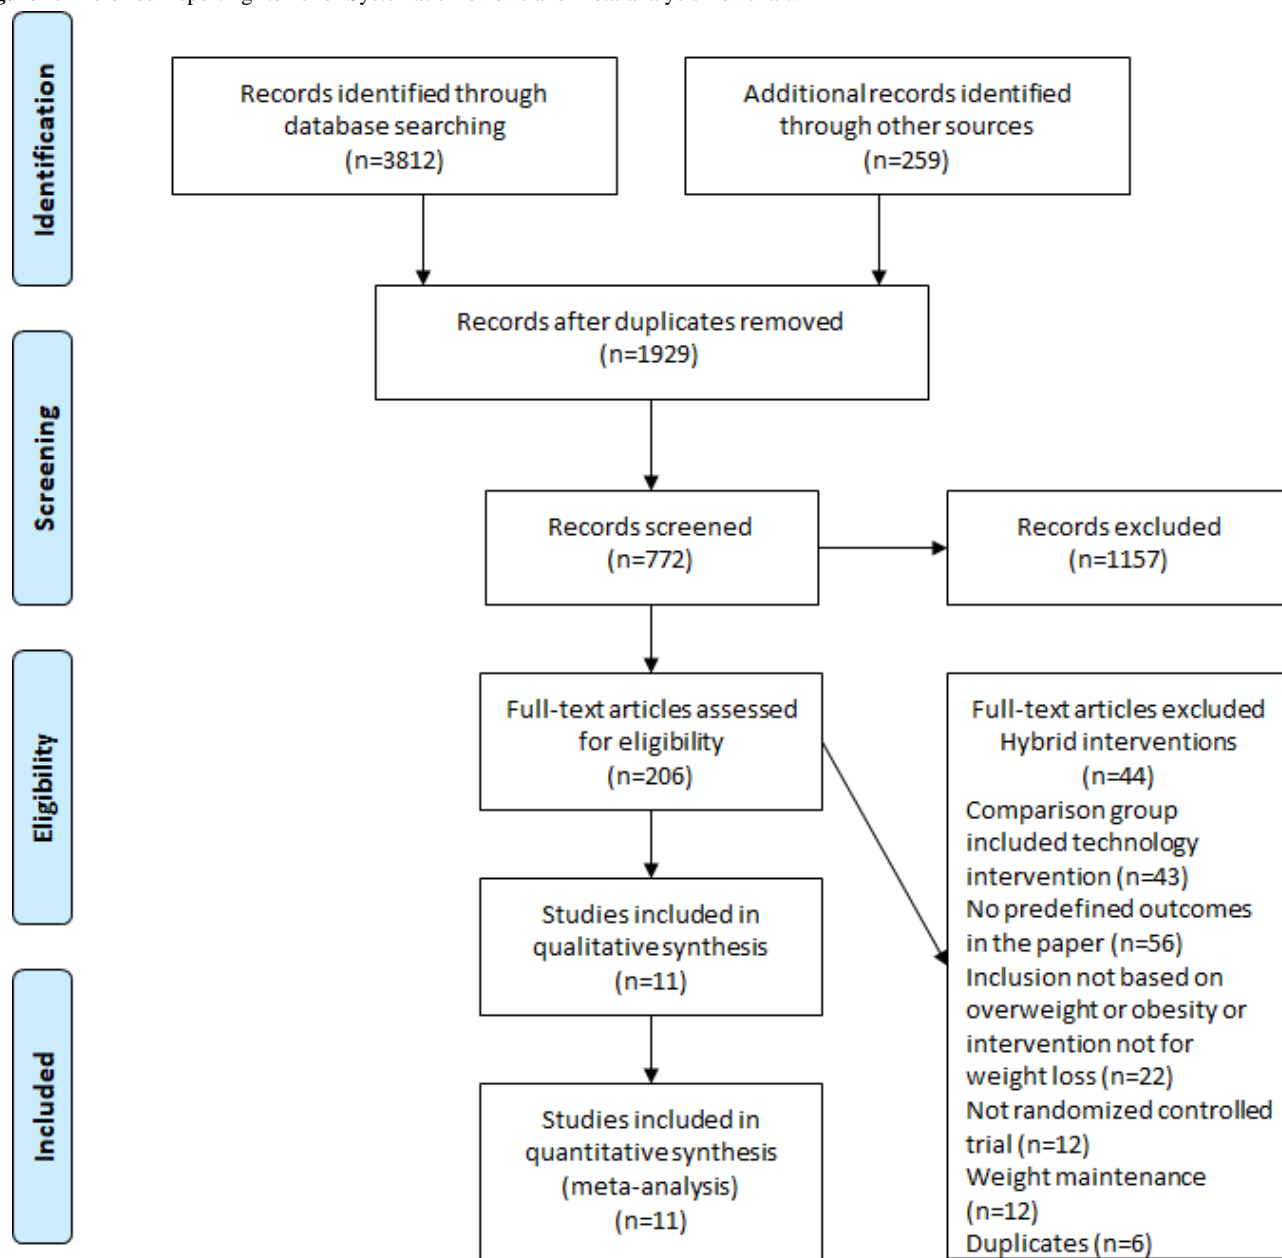 Identification
Records identified through
database searching
(n=3812)
Additional records identified
through other sources
(n=259)
Records after duplicates removed
(n=1929)
Screening
Records screened
(n=772)
Records excluded
(n=1157)
Eligibility
Full-text articles assessed
for eligibility
(n=206)
Full-text articles excluded
Hybrid interventions
(n=44)
Comparison group
included technology
intervention (n=43)
No predefined outcomes
in the paper (n=56)
Inclusion not based on
overweight or obesity or
intervention not for
weight loss (n=22)
Not randomized controlled
trial (n=12)
Weight maintenance
(n=12)
Duplicates (n=6)
Studies included in
qualitative synthesis
(n=11)
Included
Studies included in
quantitative synthesis
(meta-analysis)
(n=11)